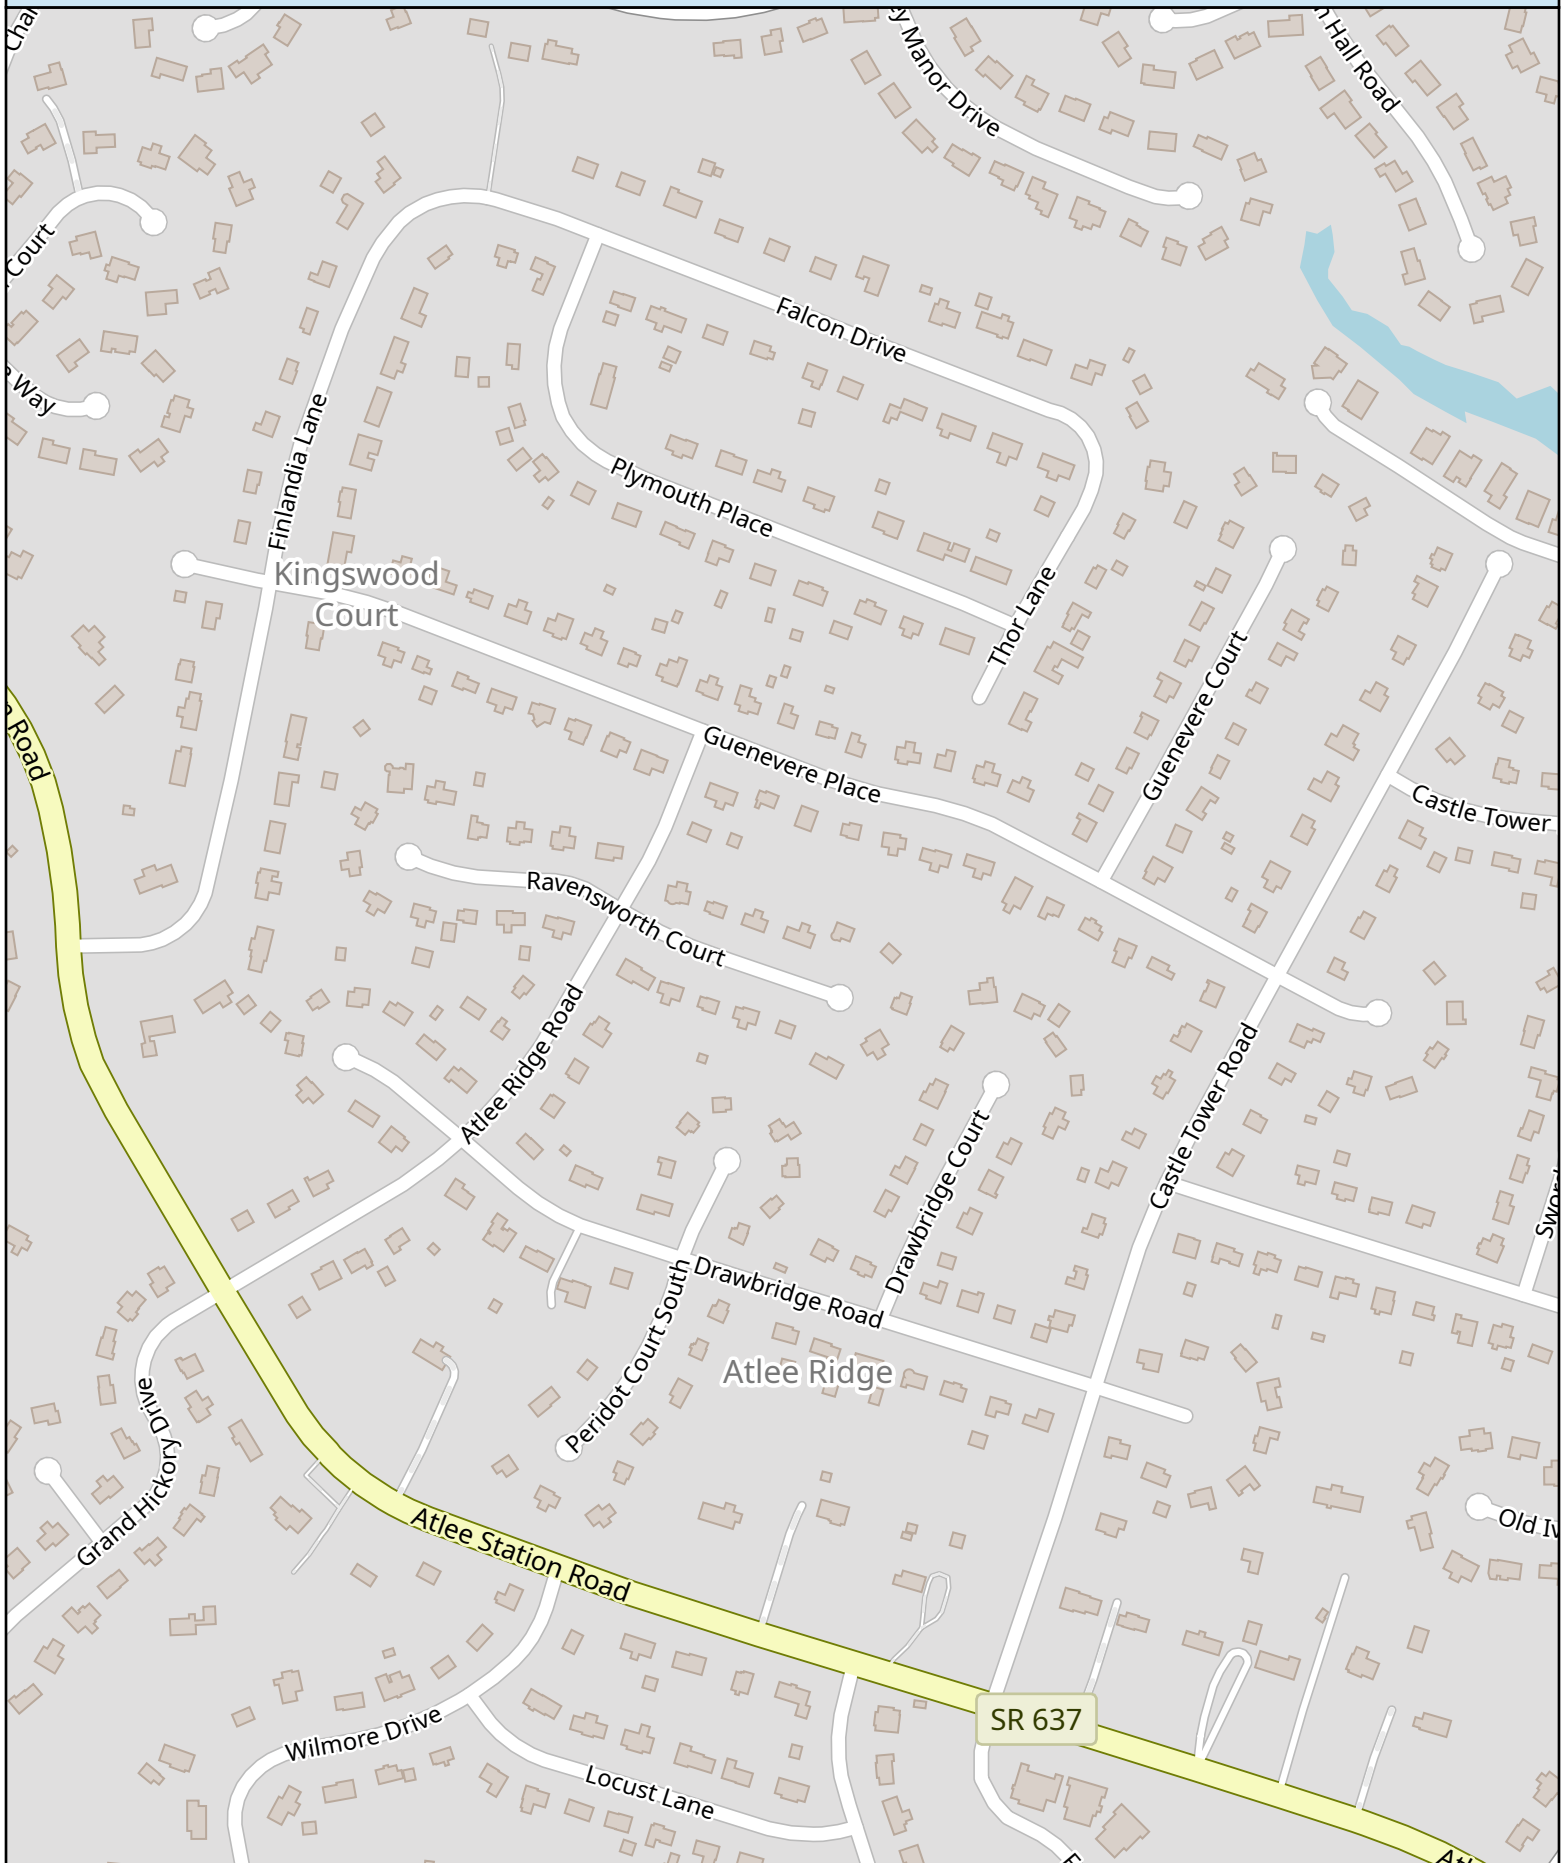 Manor Drive
Hall Road
Court
Falcon Drive
Way
Finlandia Lane
Plymouth Place
Kingswood
Court
Thor Lane
Guenevere Court
Road
Guenevere Place
Castle Tower
Ravensworth Court
Atlee Ridge Road
Castle Tower Road
Drawbridge Court
Drawbridge Road
Peridot Court South
Atlee Ridge
Grand Hickory Drive
Atlee Station Road
Old
SR 637
Wilmore Drive
Locust Lane